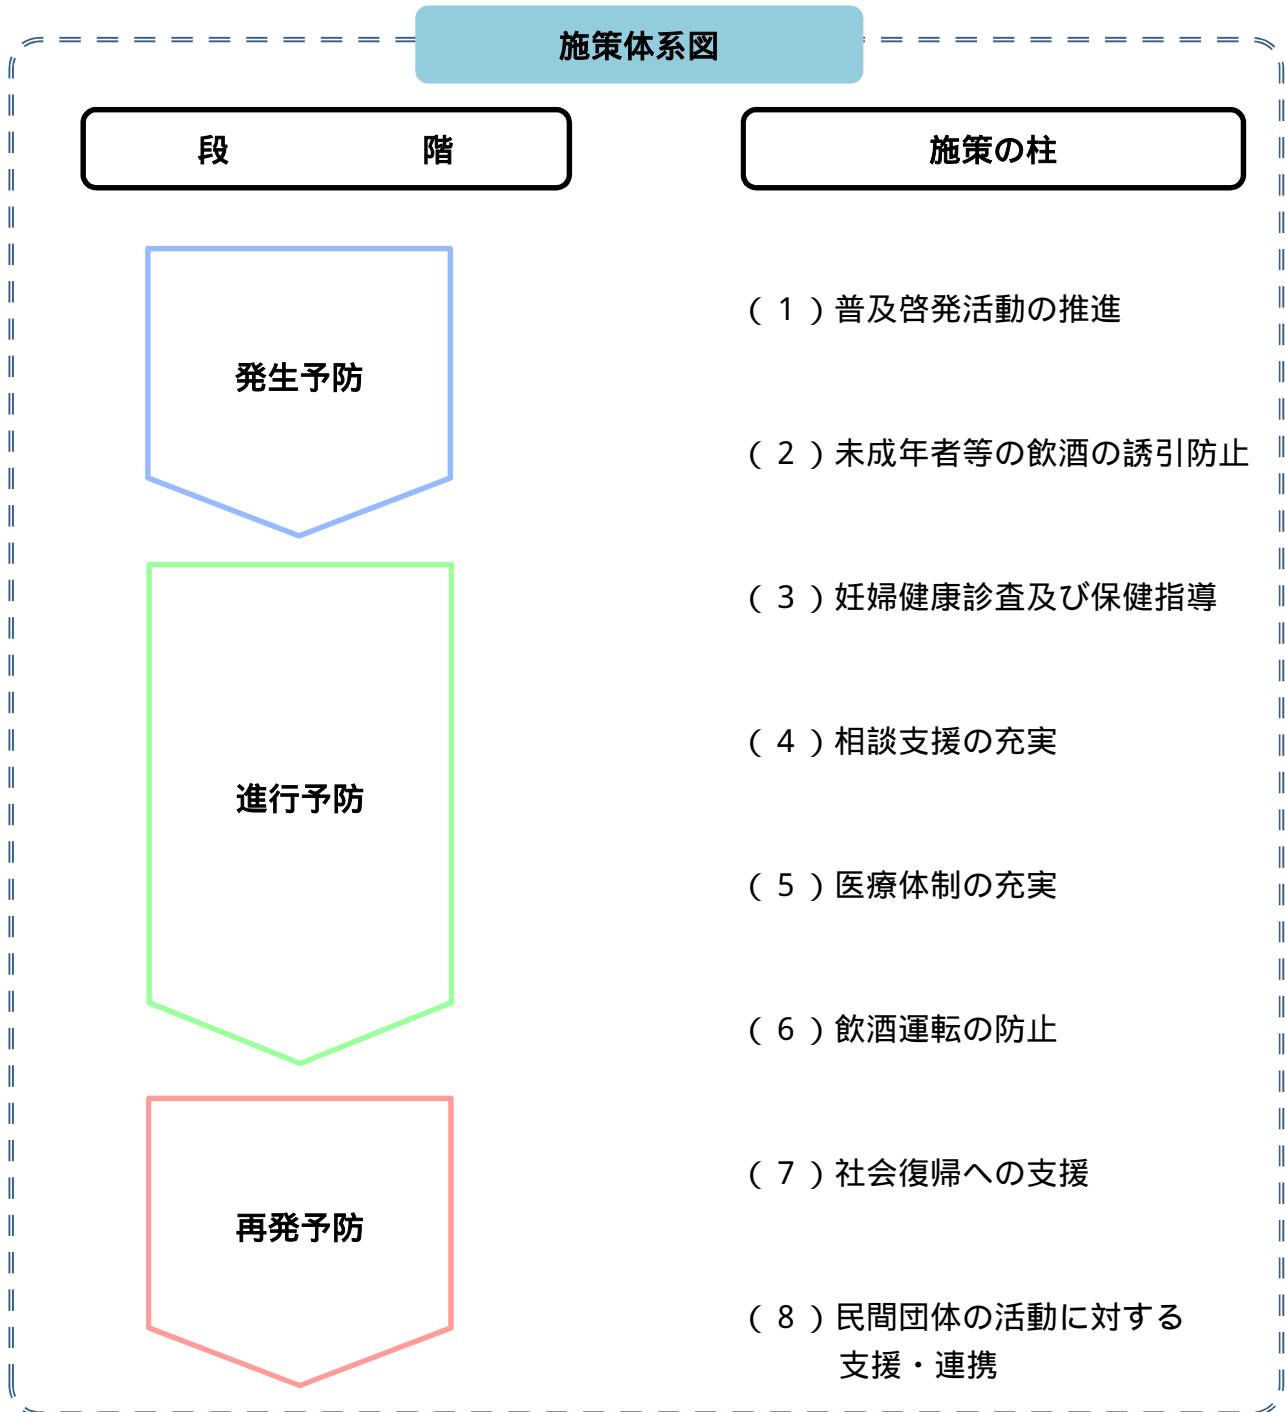 施策体系図
段　階
施策の柱
発生予防
進行予防
再発予防
（1）普及啓発活動の推進
（2）未成年者等の飲酒の誘引防止
（3）妊婦健康診査及び保健指導
（4）相談支援の充実
（5）医療体制の充実
（6）飲酒運転の防止
（7）社会復帰への支援
（8）民間団体の活動に対する
支援・連携